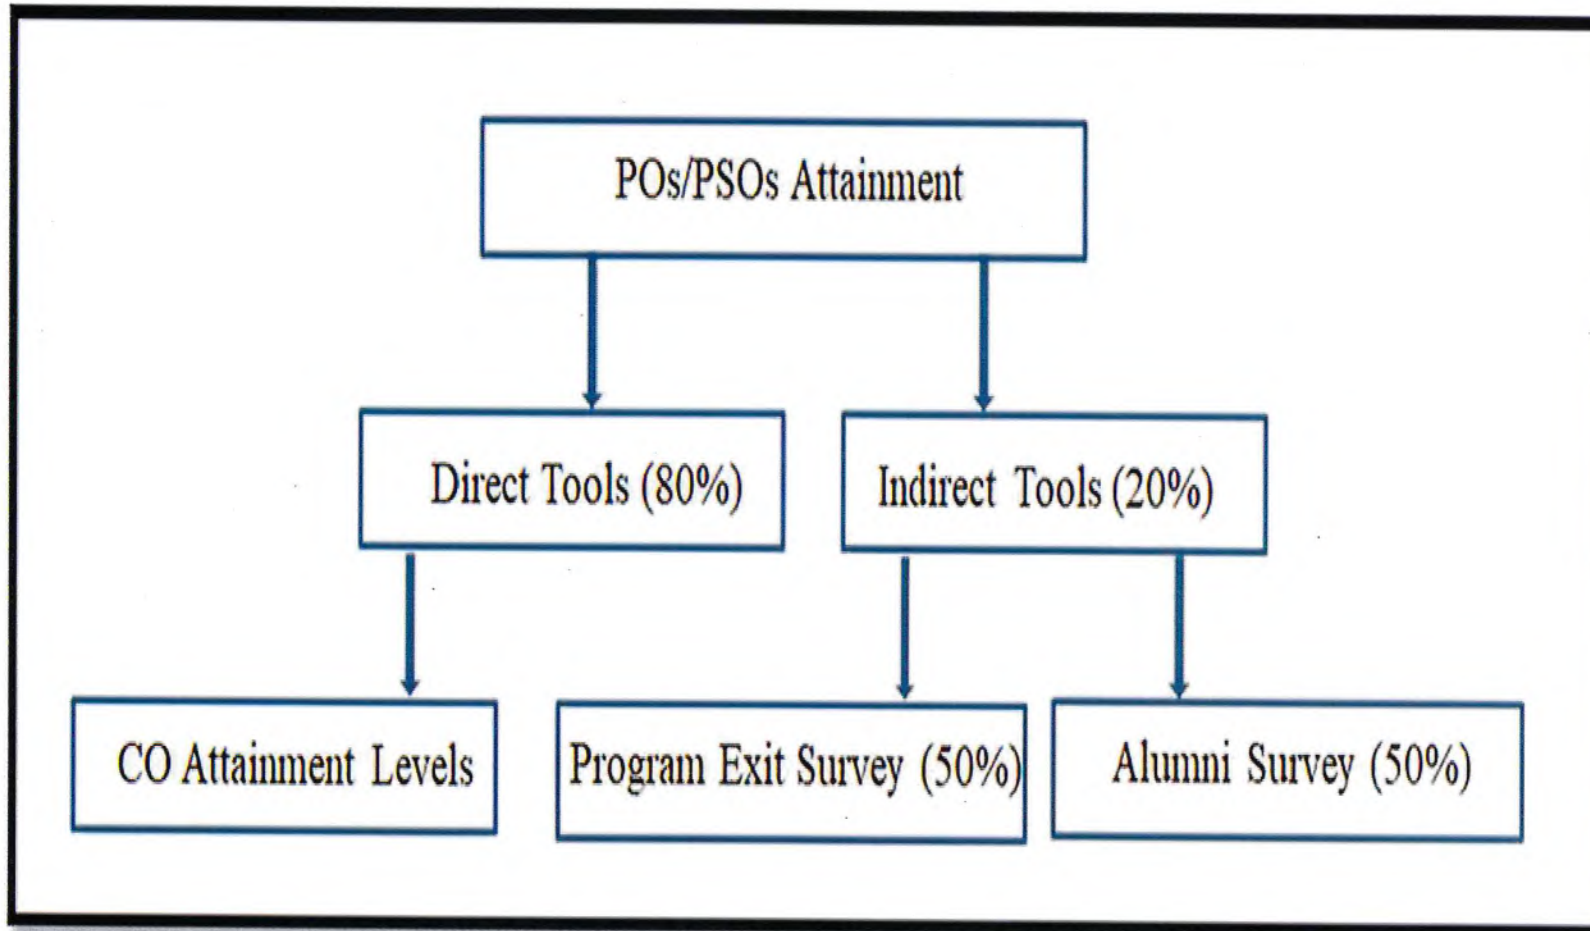 POs/PSOs Attainment
Direct Tools (80%)
Indirect Tools (20%)
CO Attainment Levels
Program Exit Survey (50%)
Alumni Survey (50%)